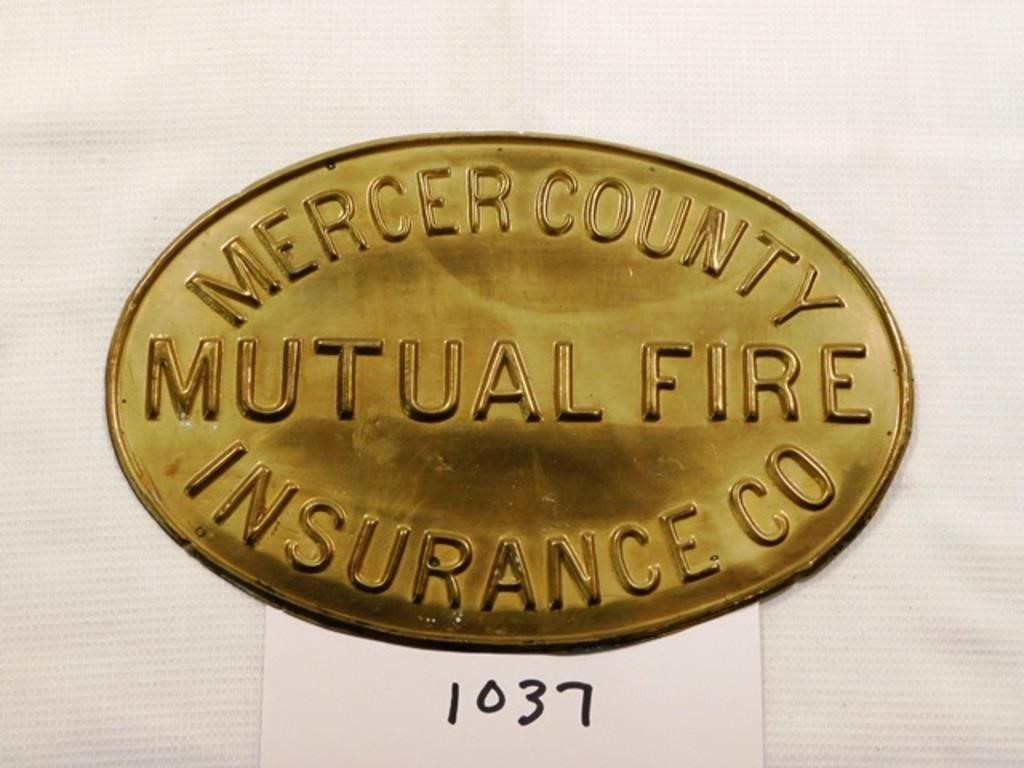 MERCER COUNTY
MUTUAL FIRE
INSURANCE CO
1037